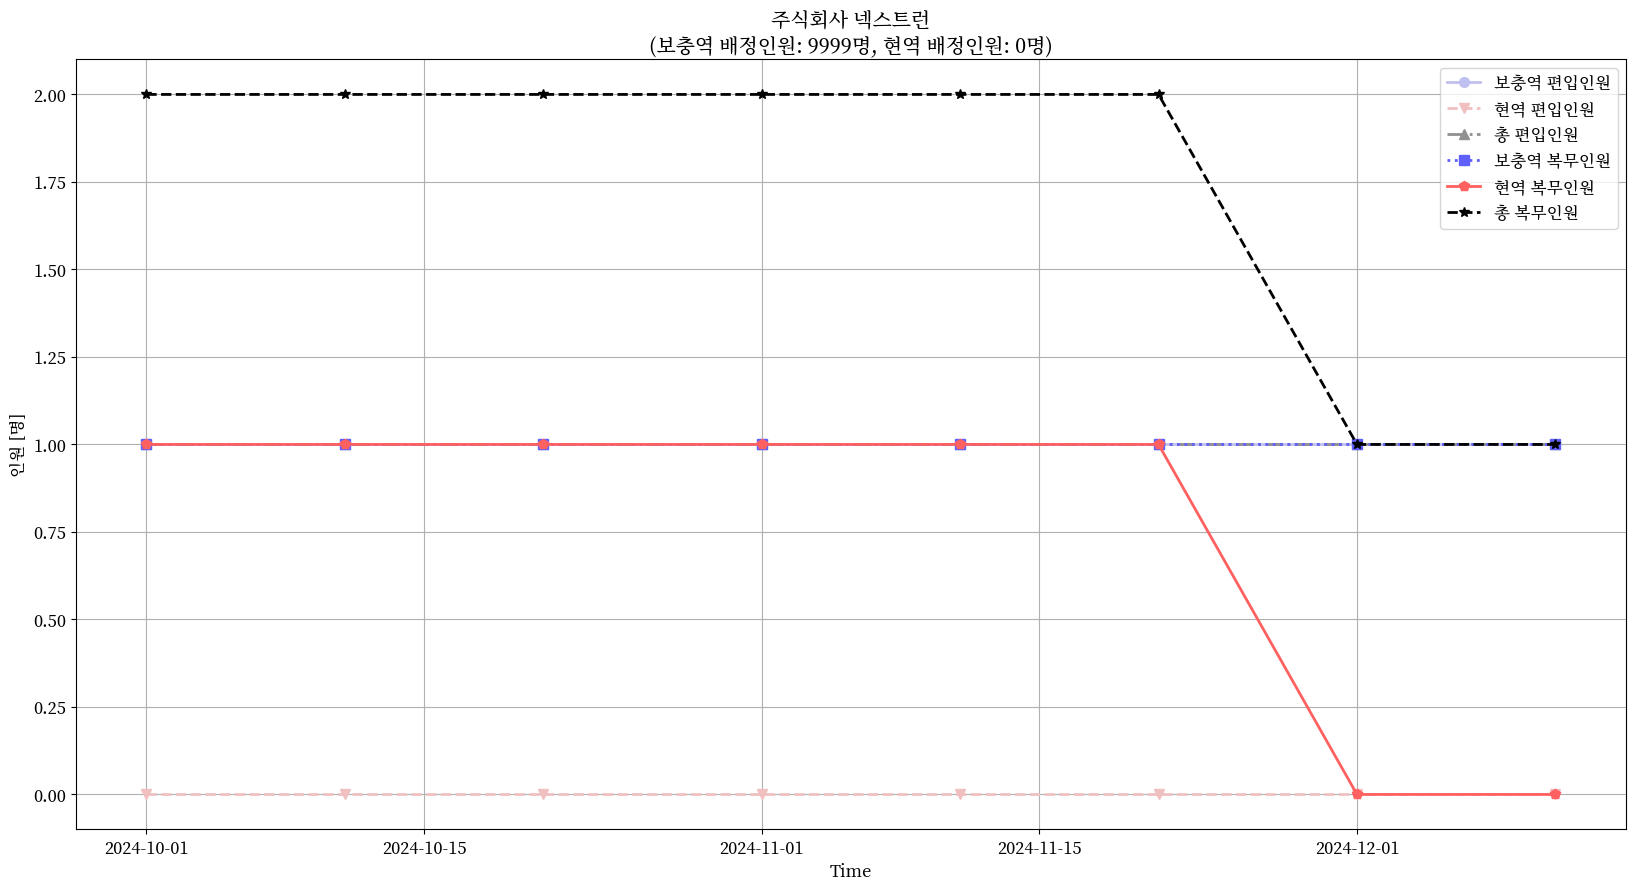 주식회사 넥스트런
(보충역 배정인원: 9999명, 현역 배정인원: 0명)
보충역 편입인원
현역 편입인원
총 편입인원
보충역 복무인원
현역 복무인원
총 복무인원
2.00
1.75
1.50
1.25
1.00
0.75
0.50
0.25
0.00
인원 [명]
2024-10-01
2024-10-15
2024-11-01
2024-11-15
2024-12-01
Time